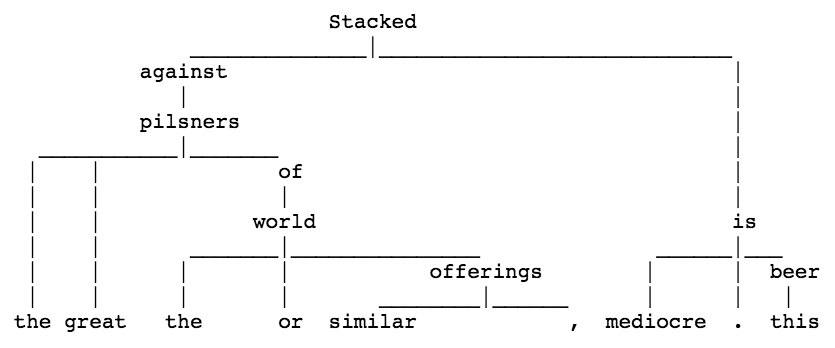 Stacked
against
pilsners
of
world is
offerings beer
the great the or similar , mediocre . this